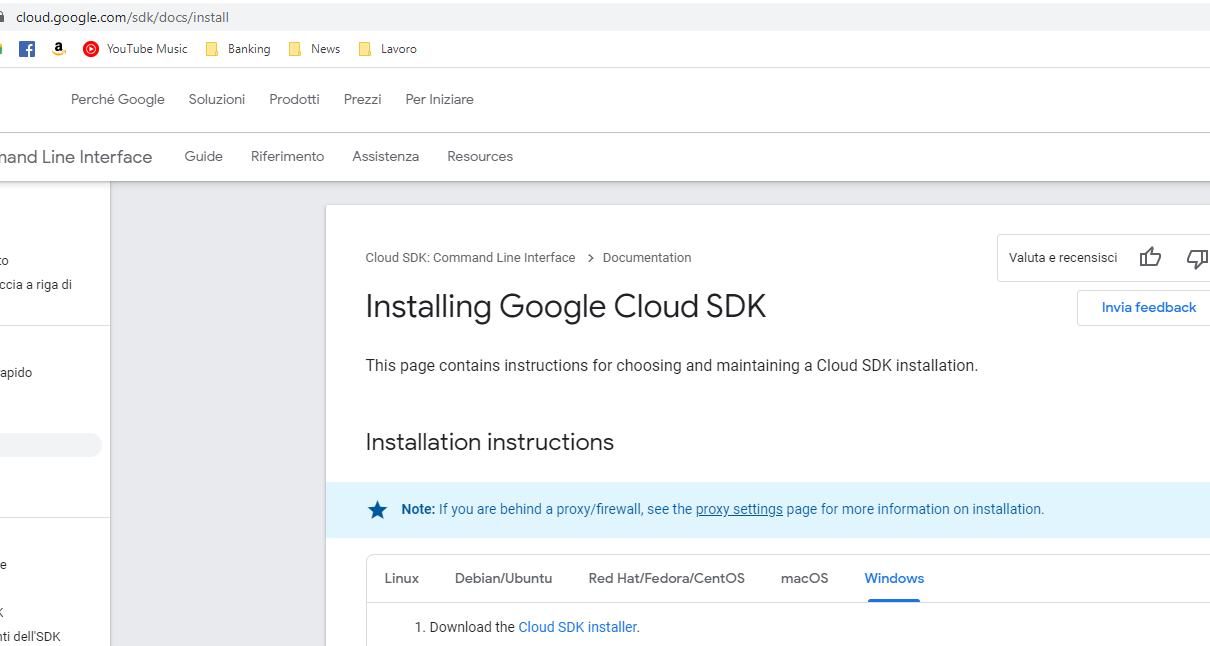 cloud.google.com/sdk/docs/install
a YouTube Music Banking News Lavoro
Perché Google Soluzioni Prodotti Prezzi Per Iniziare
mand Line Interface Guide Riferimento Assistenza Resources
to
ccia a riga di
apido
e
K
nti dell'SDK
Cloud SDK: Command Line Interface > Documentation
Valuta e recensisci
Installing Google Cloud SDK
Invia feedback
This page contains instructions for choosing and maintaining a Cloud SDK installation.
Installation instructions
Note: If you are behind a proxy/firewall, see the proxy settings page for more information on installation.
Linux Debian/Ubuntu Red Hat/Fedora/CentOS macOS Windows
1. Download the Cloud SDK installer.